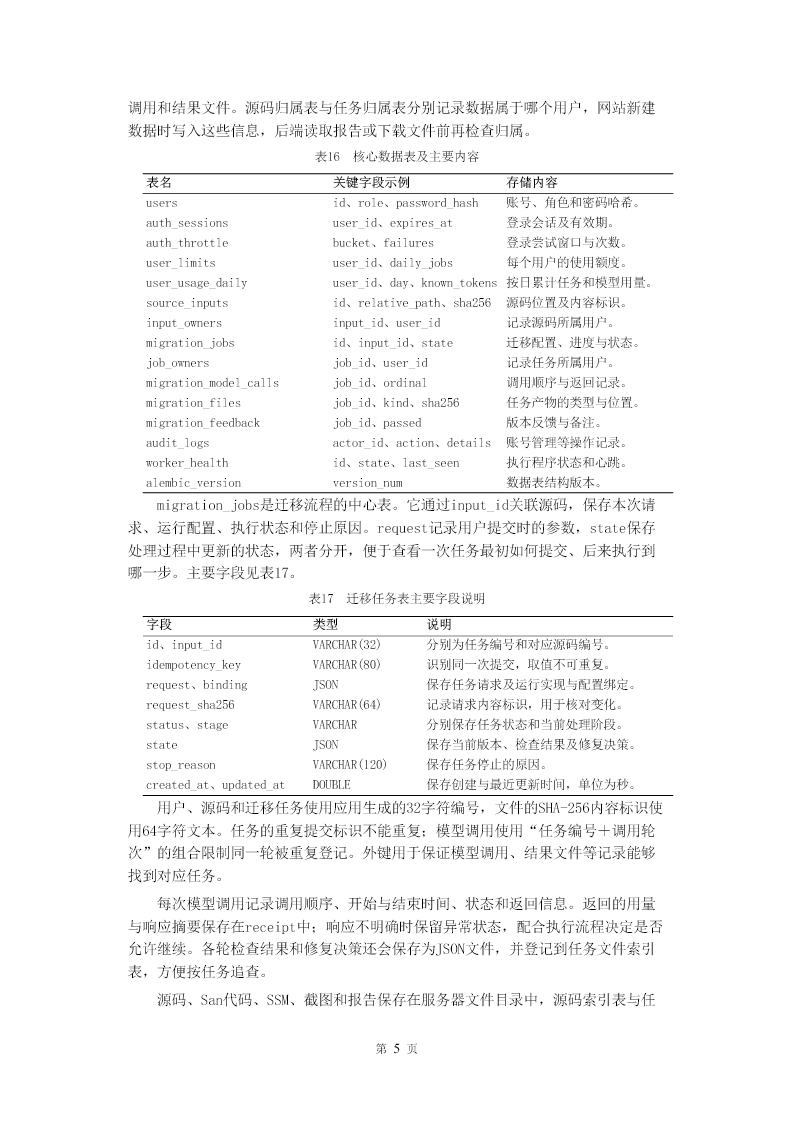 调用和结果文件。源码归属表与任务归属表分别记录数据属于哪个用户，网站新建
数据时写入这些信息，后端读取报告或下载文件前再检查归属。
表16 核心数据表及主要内容
表名 关键字段示例 存储内容
users id、role、password_hash 账号、角色和密码哈希。
auth_sessions user_id、expires_at 登录会话及有效期。
auth_throttle bucket、failures 登录尝试窗口与次数。
user_limits user_id、daily_jobs 每个用户的使用额度。
user_usage_daily user_id、day、known_tokens 按日累计任务和模型用量。
source_inputs id、relative_path、sha256 源码位置及内容标识。
input_owners input_id、user_id 记录源码所属用户。
migration_jobs id、input_id、state 迁移配置、进度与状态。
job_owners job_id、user_id 记录任务所属用户。
migration_model_calls job_id、ordinal 调用顺序与返回记录。
migration_files job_id、kind、sha256 任务产物的类型与位置。
migration_feedback job_id、passed 版本反馈与备注。
audit_logs actor_id、action、details 账号管理等操作记录。
worker_health id、state、last_seen 执行程序状态和心跳。
alembic_version version_num 数据表结构版本。
migration_jobs是迁移流程的中心表。它通过input_id关联源码，保存本次请
求、运行配置、执行状态和停止原因。request记录用户提交时的参数，state保存
处理过程中更新的状态，两者分开，便于查看一次任务最初如何提交、后来执行到
哪一步。主要字段见表17。
表17 迁移任务表主要字段说明
字段 类型 说明
id、input_id VARCHAR(32) 分别为任务编号和对应源码编号。
idempotency_key VARCHAR(80) 识别同一次提交，取值不可重复。
request、binding JSON 保存任务请求及运行实现与配置绑定。
request_sha256 VARCHAR(64) 记录请求内容标识，用于核对变化。
status、stage VARCHAR 分别保存任务状态和当前处理阶段。
state JSON 保存当前版本、检查结果及修复决策。
stop_reason VARCHAR(120) 保存任务停止的原因。
created_at、updated_at DOUBLE 保存创建与最近更新时间，单位为秒。
用户、源码和迁移任务使用应用生成的32字符编号，文件的SHA-256内容标识使
用64字符文本。任务的重复提交标识不能重复；模型调用使用“任务编号＋调用轮
次”的组合限制同一轮被重复登记。外键用于保证模型调用、结果文件等记录能够
找到对应任务。
每次模型调用记录调用顺序、开始与结束时间、状态和返回信息。返回的用量
与响应摘要保存在receipt中；响应不明确时保留异常状态，配合执行流程决定是否
允许继续。各轮检查结果和修复决策还会保存为JSON文件，并登记到任务文件索引
表，方便按任务追查。
源码、San代码、SSM、截图和报告保存在服务器文件目录中，源码索引表与任
第 5 页